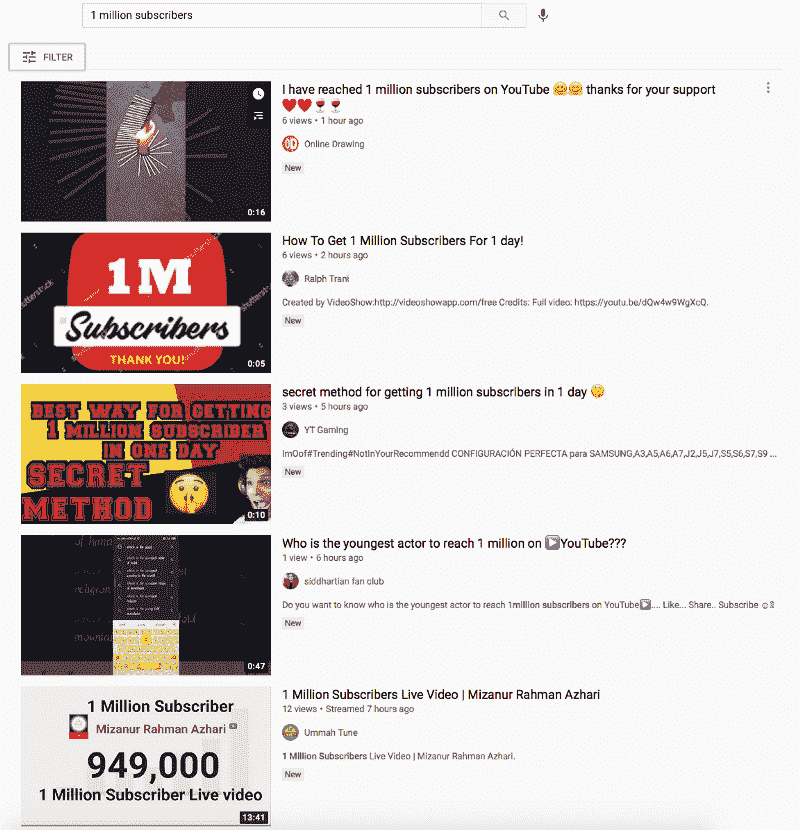 1 million subscribers
FILTER
I have reached 1 million subscribers on YouTube 🤗🤗 thanks for your support
❤️❤️🍷🍷
6 views • 1 hour ago
Online Drawing
New
0:16
How To Get 1 Million Subscribers For 1 day!
6 views • 2 hours ago
Ralph Trani
Created by VideoShow:http://videoshowapp.com/free Credits: Full video: https://youtu.be/dQw4w9WgXcQ.
New
shutterstock
1M
Subscribers
THANK YOU!
0:05
secret method for getting 1 million subscribers in 1 day 🤫
3 views • 5 hours ago
YT Gaming
ImOof#Trending#NotInYourRecommendd CONFIGURACIÓN PERFECTA para SAMSUNG,A3,A5,A6,A7,J2,J5,J7,S5,S6,S7,S9 ...
New
BEST WAY FOR GETTING
1 MILLION SUBSCRIBER
IN ONE DAY
SECRET
METHOD
0:10
Who is the youngest actor to reach 1 million on ▶️YouTube???
1 view • 6 hours ago
siddhartian fan club
Do you want to know who is the youngest actor to reach 1million subscribers on YouTube▶️.... Like... Share.. Subscribe
New
0:47
1 Million Subscribers Live Video | Mizanur Rahman Azhari
12 views • Streamed 7 hours ago
Ummah Tune
1 Million Subscribers Live Video | Mizanur Rahman Azhari.
New
1 Million Subscriber
Mizanur Rahman Azhari
949,000
1 Million Subscriber Live video
13:41